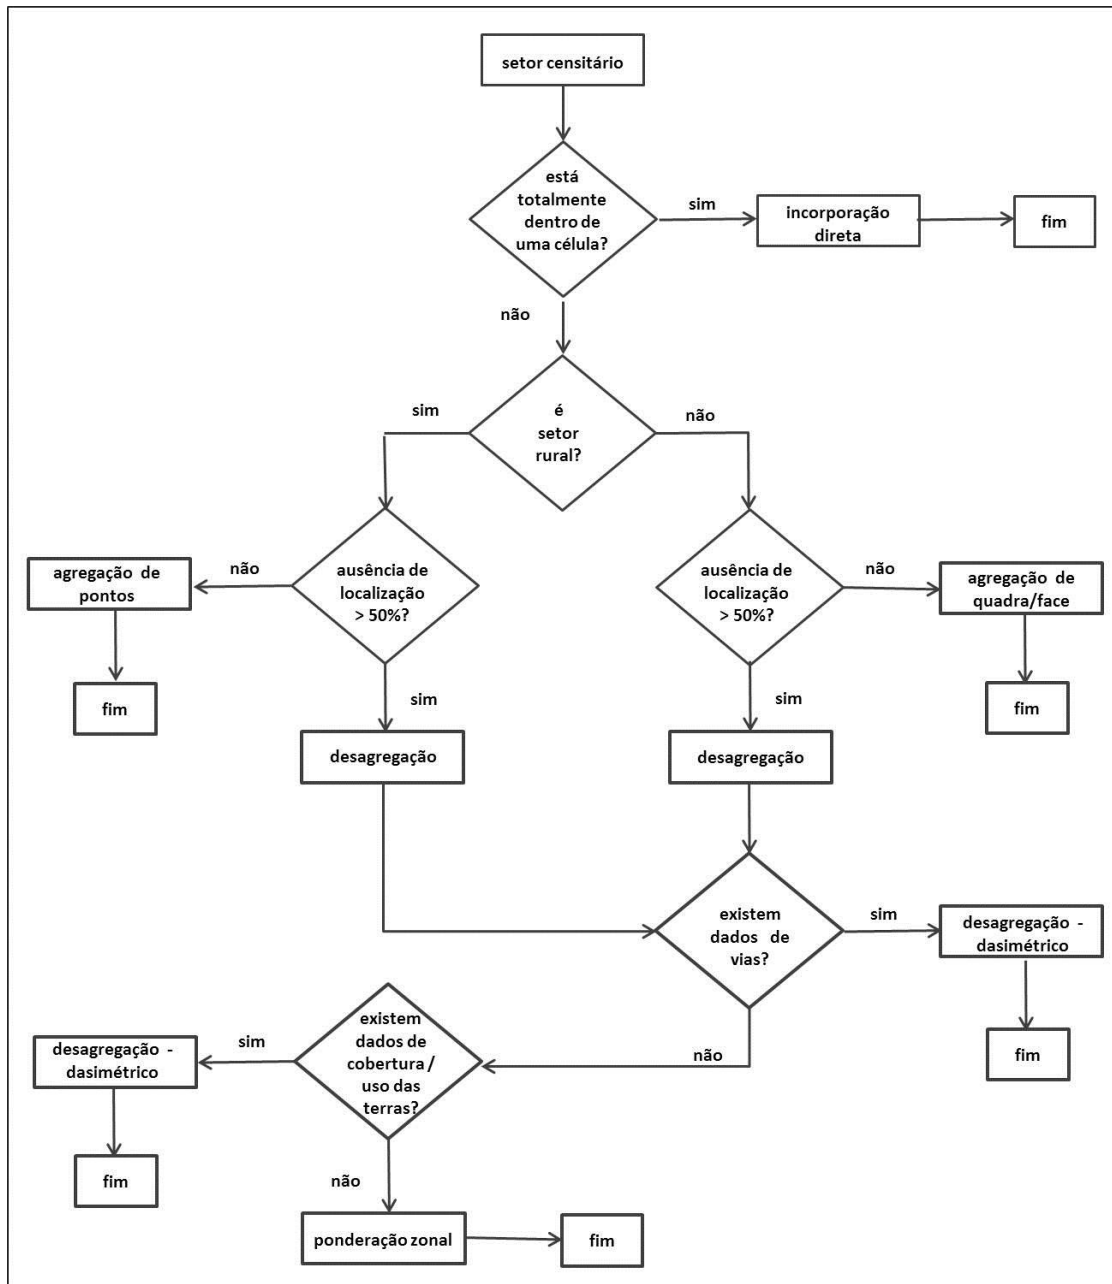 setor censitário
está
totalmente
dentro de
uma célula?
sim
incorporação
direta
fim
não
sim
é
setor
rural?
não
agregação de
pontos
não
ausência de
localização
> 50%?
ausência de
localização
> 50%?
não
agregação de
quadra/face
fim
sim
sim
fim
desagregação
desagregação
existem
dados de
vias?
sim
desagregação -
dasimétrico
fim
desagregação -
dasimétrico
sim
existem
dados de
cobertura /
uso das
terras?
não
fim
não
ponderação zonal
fim